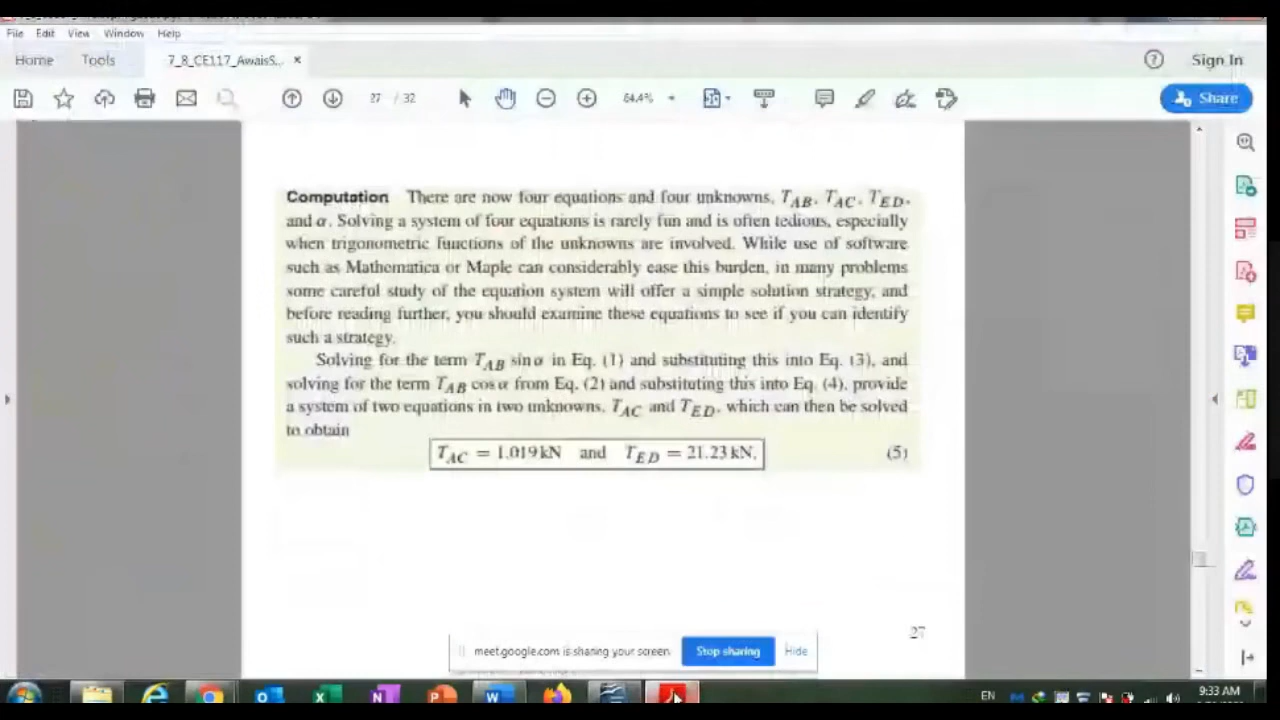 File Edit View Window Help
Home Tools 7_8_CE117_AwaisS... × Sign In
27 / 32 64.4% Share
Computation There are now four equations and four unknowns, T_AB, T_AC, T_ED,
and α. Solving a system of four equations is rarely fun and is often tedious, especially
when trigonometric functions of the unknowns are involved. While use of software
such as Mathematica or Maple can considerably ease this burden, in many problems
some careful study of the equation system will offer a simple solution strategy, and
before reading further, you should examine these equations to see if you can identify
such a strategy.
Solving for the term T_AB sin α in Eq. (1) and substituting this into Eq. (3), and
solving for the term T_AB cos α from Eq. (2) and substituting this into Eq. (4), provide
a system of two equations in two unknowns, T_AC and T_ED, which can then be solved
to obtain
T_AC = 1.019 kN and T_ED = 21.23 kN. (5)
27
meet.google.com is sharing your screen Stop sharing Hide
EN 9:33 AM